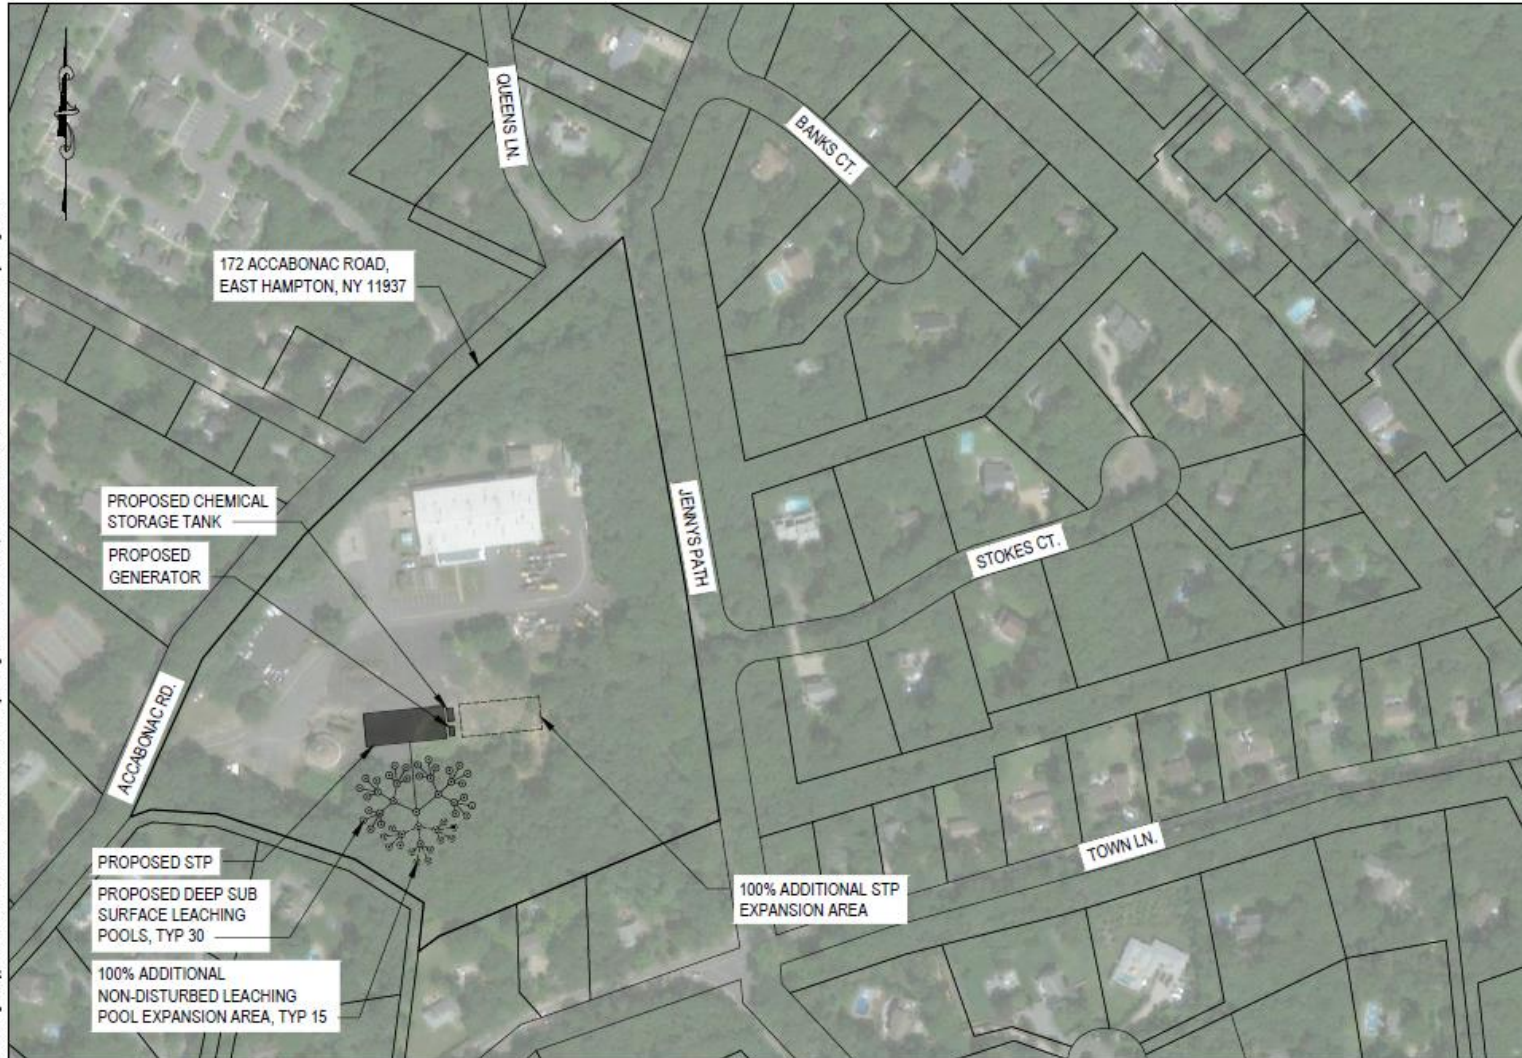 QUEENS LN.
BANKS CT.
172 ACCABONAC ROAD,
EAST HAMPTON, NY 11937
PROPOSED CHEMICAL
STORAGE TANK
PROPOSED
GENERATOR
JENNYS PATH
STOKES CT.
ACCABONAC RD.
PROPOSED STP
PROPOSED DEEP SUB
SURFACE LEACHING
POOLS, TYP 30
100% ADDITIONAL
NON-DISTURBED LEACHING
POOL EXPANSION AREA, TYP 15
100% ADDITIONAL STP
EXPANSION AREA
TOWN LN.